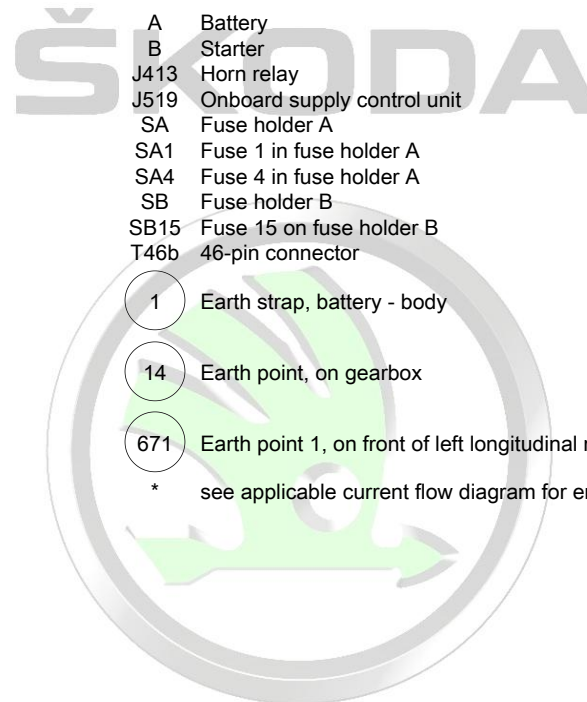 ŠKODA
A Battery
B Starter
J413 Horn relay
J519 Onboard supply control unit
SA Fuse holder A
SA1 Fuse 1 in fuse holder A
SA4 Fuse 4 in fuse holder A
SB Fuse holder B
SB15 Fuse 15 on fuse holder B
T46b 46-pin connector
1 Earth strap, battery - body
14 Earth point, on gearbox
671 Earth point 1, on front of left longitudinal
* see applicable current flow diagram for